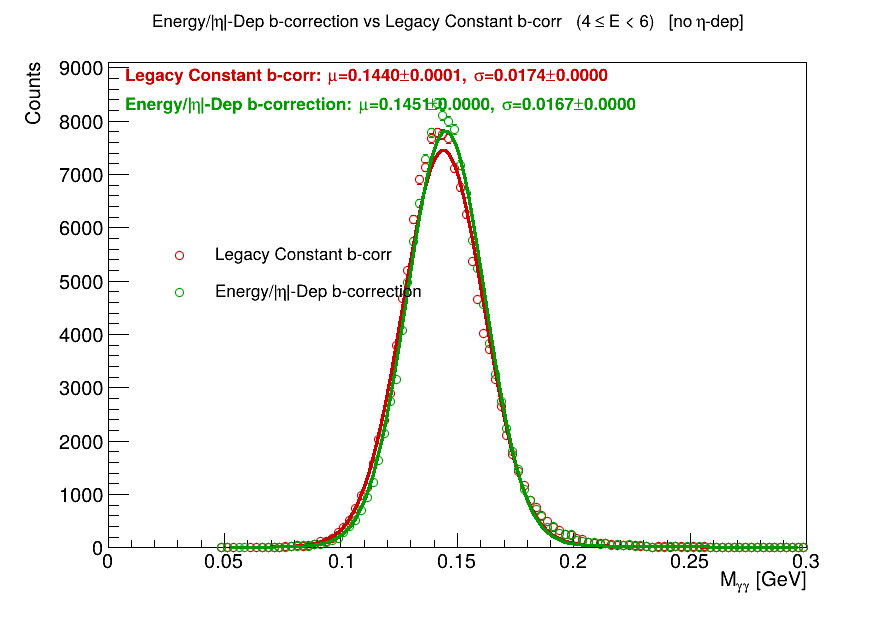 Energy/|η|-Dep b-correction vs Legacy Constant b-corr (4 ≤ E < 6) [no η-dep]
Counts
9000
8000
7000
6000
5000
4000
3000
2000
1000
0
Legacy Constant b-corr: μ=0.1440±0.0001, σ=0.0174±0.0000
Energy/|η|-Dep b-correction: μ=0.1451±0.0000, σ=0.0167±0.0000
Legacy Constant b-corr
Energy/|η|-Dep b-correction
0 0.05 0.1 0.15 0.2 0.25 0.3
Mγγ [GeV]